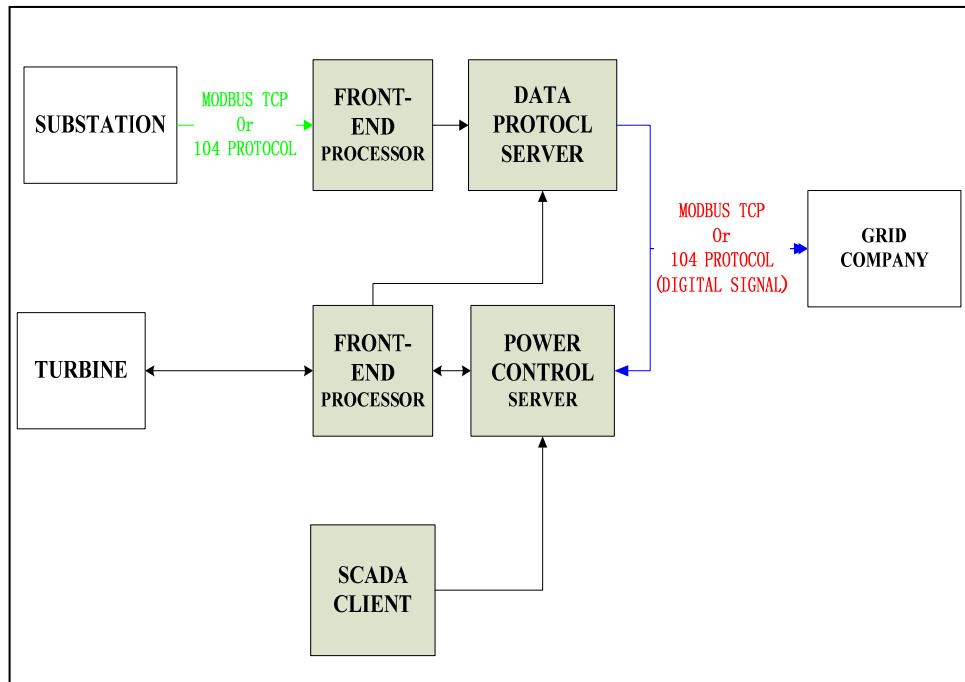 SUBSTATION
MODBUS TCP
Or
104 PROTOCOL
FRONT-
END
PROCESSOR
DATA
PROTOCL
SERVER
MODBUS TCP
Or
104 PROTOCOL
(DIGITAL SIGNAL)
GRID
COMPANY
TURBINE
FRONT-
END
PROCESSOR
POWER
CONTROL
SERVER
SCADA
CLIENT